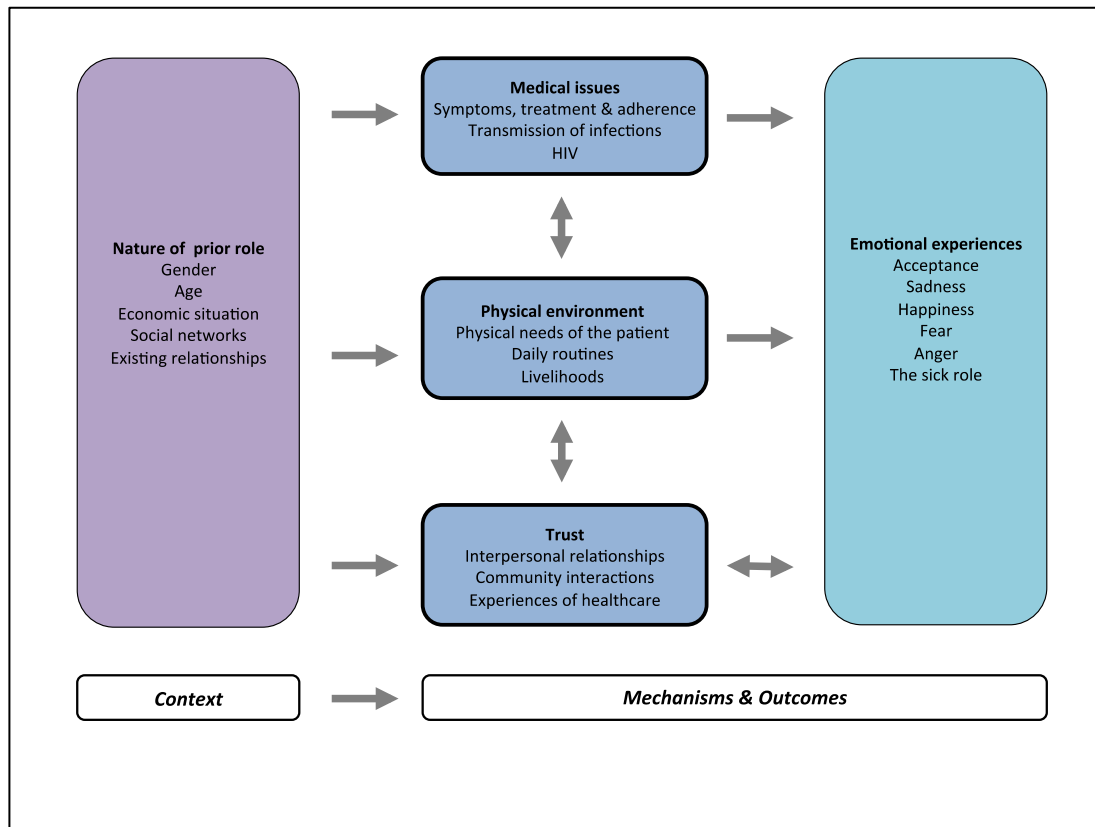 Nature of prior role
Gender
Age
Economic situation
Social networks
Existing relationships
Medical issues
Symptoms, treatment & adherence
Transmission of infections
HIV
Physical environment
Physical needs of the patient
Daily routines
Livelihoods
Trust
Interpersonal relationships
Community interactions
Experiences of healthcare
Emotional experiences
Acceptance
Sadness
Happiness
Fear
Anger
The sick role
Context
Mechanisms & Outcomes